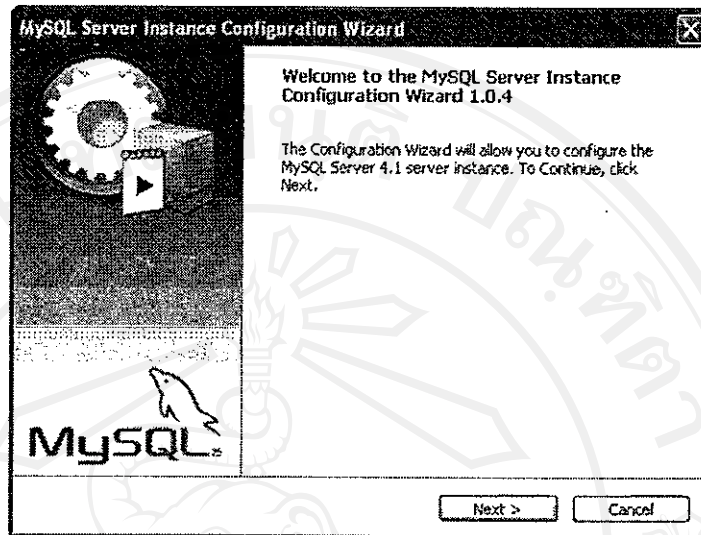 MySQL Server Instance Configuration Wizard
Welcome to the MySQL Server Instance
Configuration Wizard 1.0.4
The Configuration Wizard will allow you to configure the
MySQL Server 4.1 server instance. To Continue, click
Next.
MySQL
Next >
Cancel